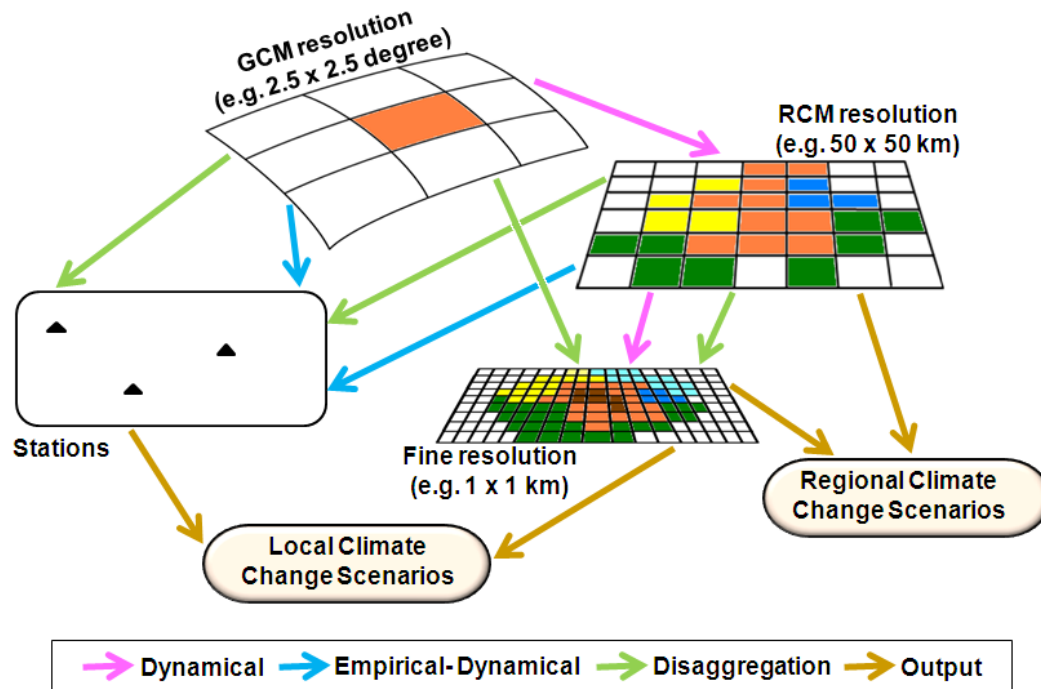 GCM resolution
(e.g. 2.5 x 2.5 degree)
RCM resolution
(e.g. 50 x 50 km)
Stations
Fine resolution
(e.g. 1 x 1 km)
Regional Climate
Change Scenarios
Local Climate
Change Scenarios
Dynamical
Empirical- Dynamical
Disaggregation
Output